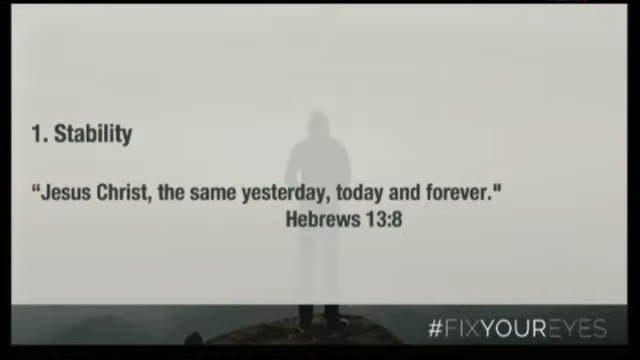 1. Stability
“Jesus Christ, the same yesterday, today and forever."
Hebrews 13:8
#FIXYOUREYES